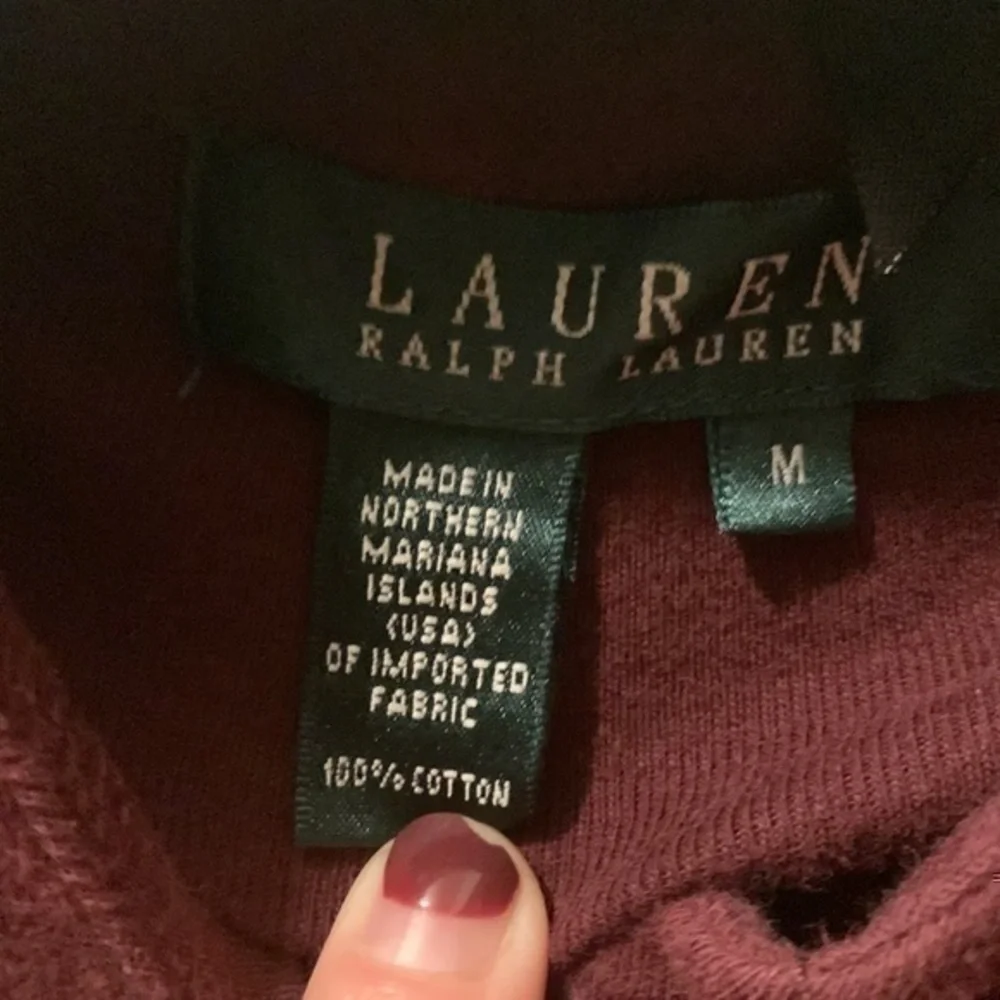 LAUREN
RALPH LAUREN
M
MADE IN
NORTHERN
MARIANA
ISLANDS
(USA)
OF IMPORTED
FABRIC
100% COTTON